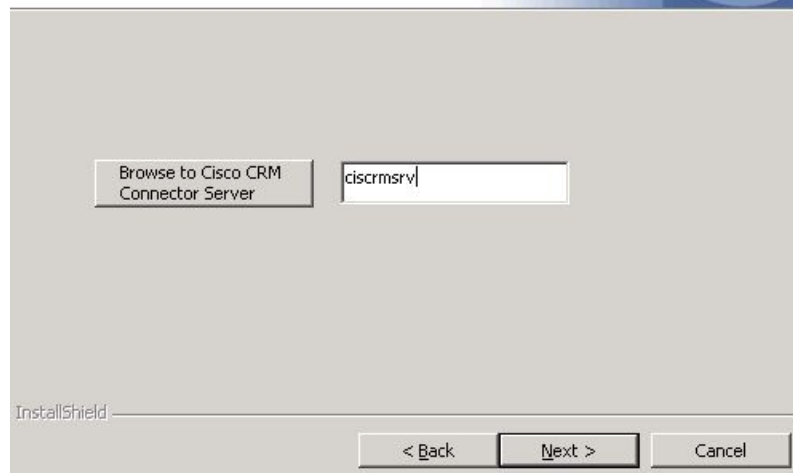 Browse to Cisco CRM
Connector Server
ciscrmsrv
InstallShield
< Back
Next >
Cancel